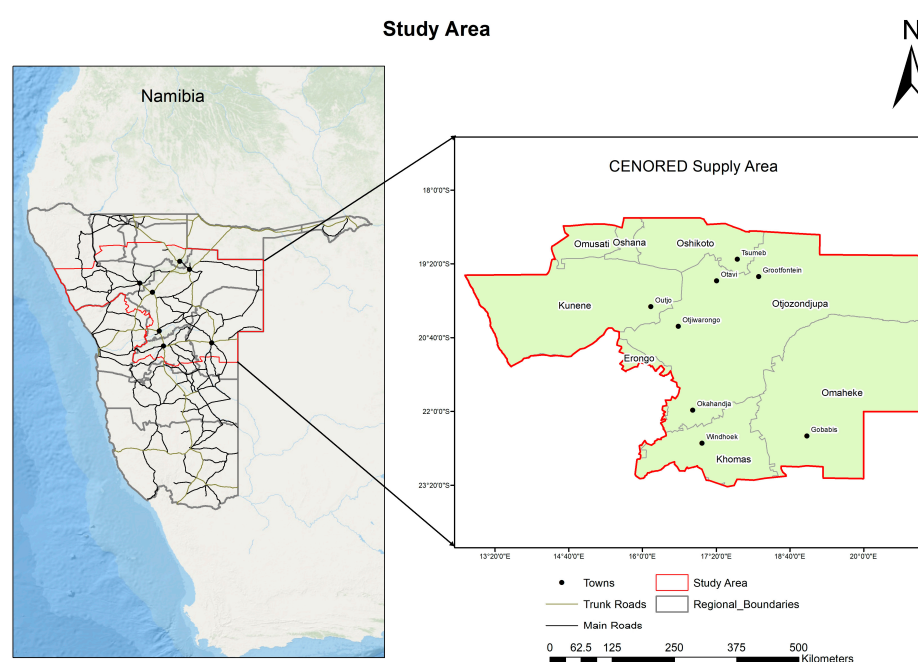 Study Area
N
Namibia
CENORED Supply Area
18°0'0"S
19°20'0"S
20°40'0"S
22°0'0"S
23°20'0"S
Omusati
Oshana
Oshikoto
Tsumeb
Otavi
Grootfontein
Kunene
Outjo
Otjozondjupa
Otjiwarongo
Erongo
Omaheke
Okahandja
Gobabis
Windhoek
Khomas
13°20'0"E
14°40'0"E
16°0'0"E
17°20'0"E
18°40'0"E
20°0'0"E
Towns
Study Area
Trunk Roads
Regional_Boundaries
Main Roads
0 62.5 125 250 375 500
Kilometers